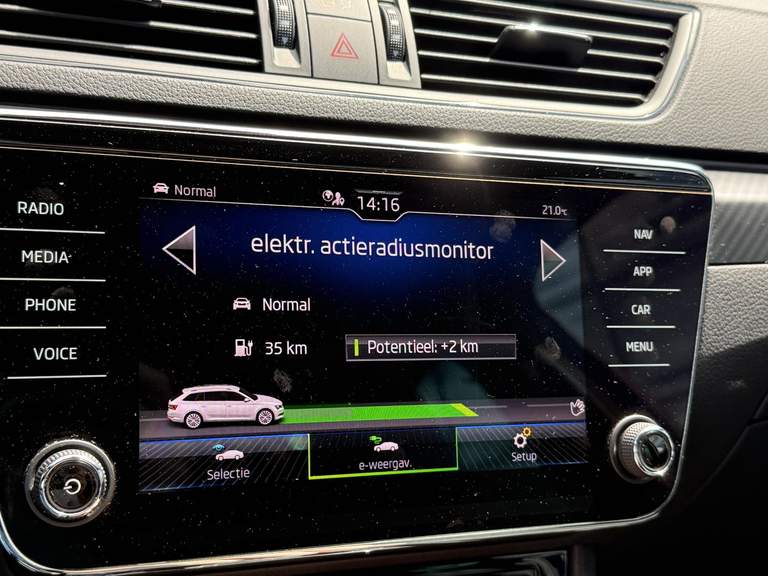 RADIO
MEDIA
PHONE
VOICE
Normal
14:16
21.0°C
elektr. actieradiusmonitor
Normal
35 km
Potentieel: +2 km
Selectie
e-weergav.
Setup
NAV
APP
CAR
MENU